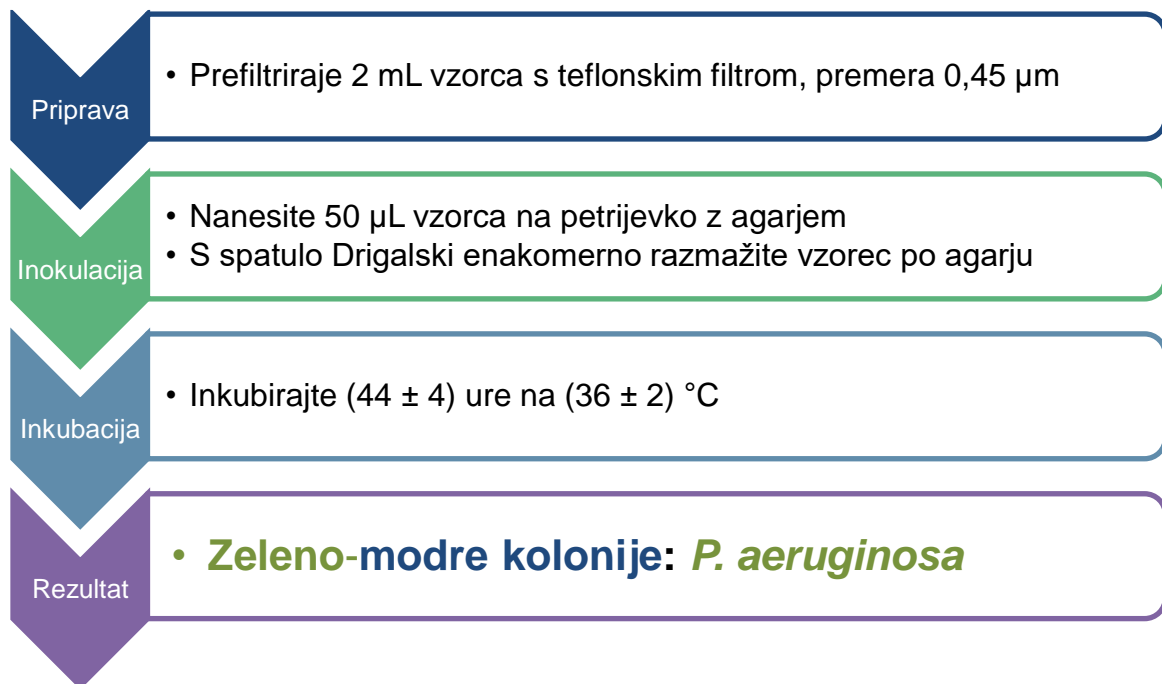 Priprava
• Prefiltriraje 2 mL vzorca s teflonskim filtrom, premera 0,45 µm
Inokulacija
• Nanesite 50 µL vzorca na petrijevko z agarjem
• S spatulo Drigalski enakomerno razmažite vzorec po agarju
Inkubacija
• Inkubirajte (44 ± 4) ure na (36 ± 2) °C
Rezultat
• Zeleno-modre kolonije: P. aeruginosa